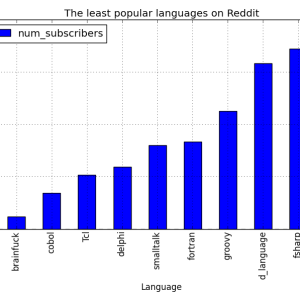 The least popular languages on Reddit
num_subscribers
brainfuck
cobol
Tcl
delphi
smalltalk
fortran
groovy
d_language
fsharp
Language